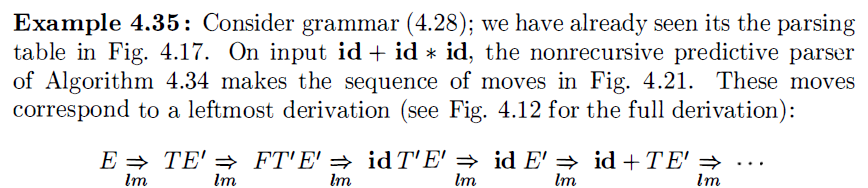 Example 4.35: Consider grammar (4.28); we have already seen its the parsing
table in Fig. 4.17. On input id + id * id, the nonrecursive predictive parser
of Algorithm 4.34 makes the sequence of moves in Fig. 4.21. These moves
correspond to a leftmost derivation (see Fig. 4.12 for the full derivation):
E ⇒ TE′ ⇒ FT′E′ ⇒ id T′E′ ⇒ id E′ ⇒ id + TE′ ⇒ ···
lm lm lm lm lm lm